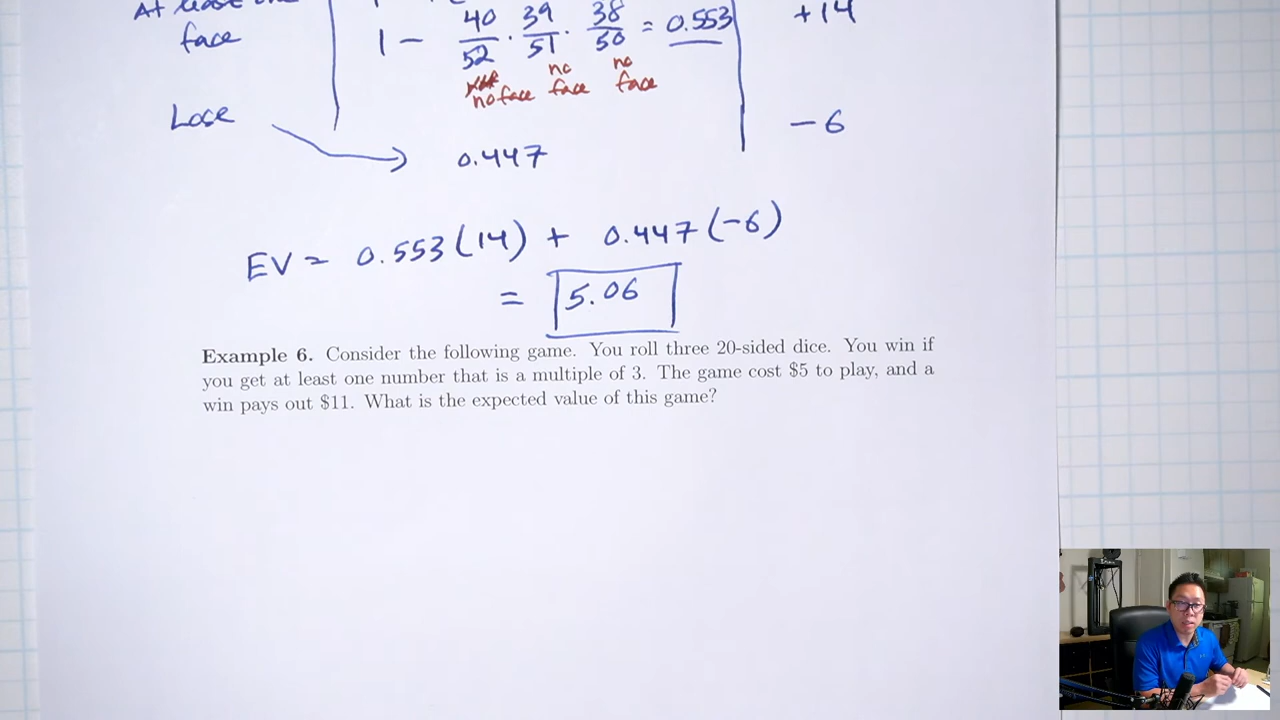 At least one
face
1 - 40/52 · 39/51 · 38/50 = 0.553
+14
no face
no face
no face
Lose
0.447
-6
EV = 0.553(14) + 0.447(-6)
= 5.06
Example 6. Consider the following game. You roll three 20-sided dice. You win if
you get at least one number that is a multiple of 3. The game cost $5 to play, and a
win pays out $11. What is the expected value of this game?